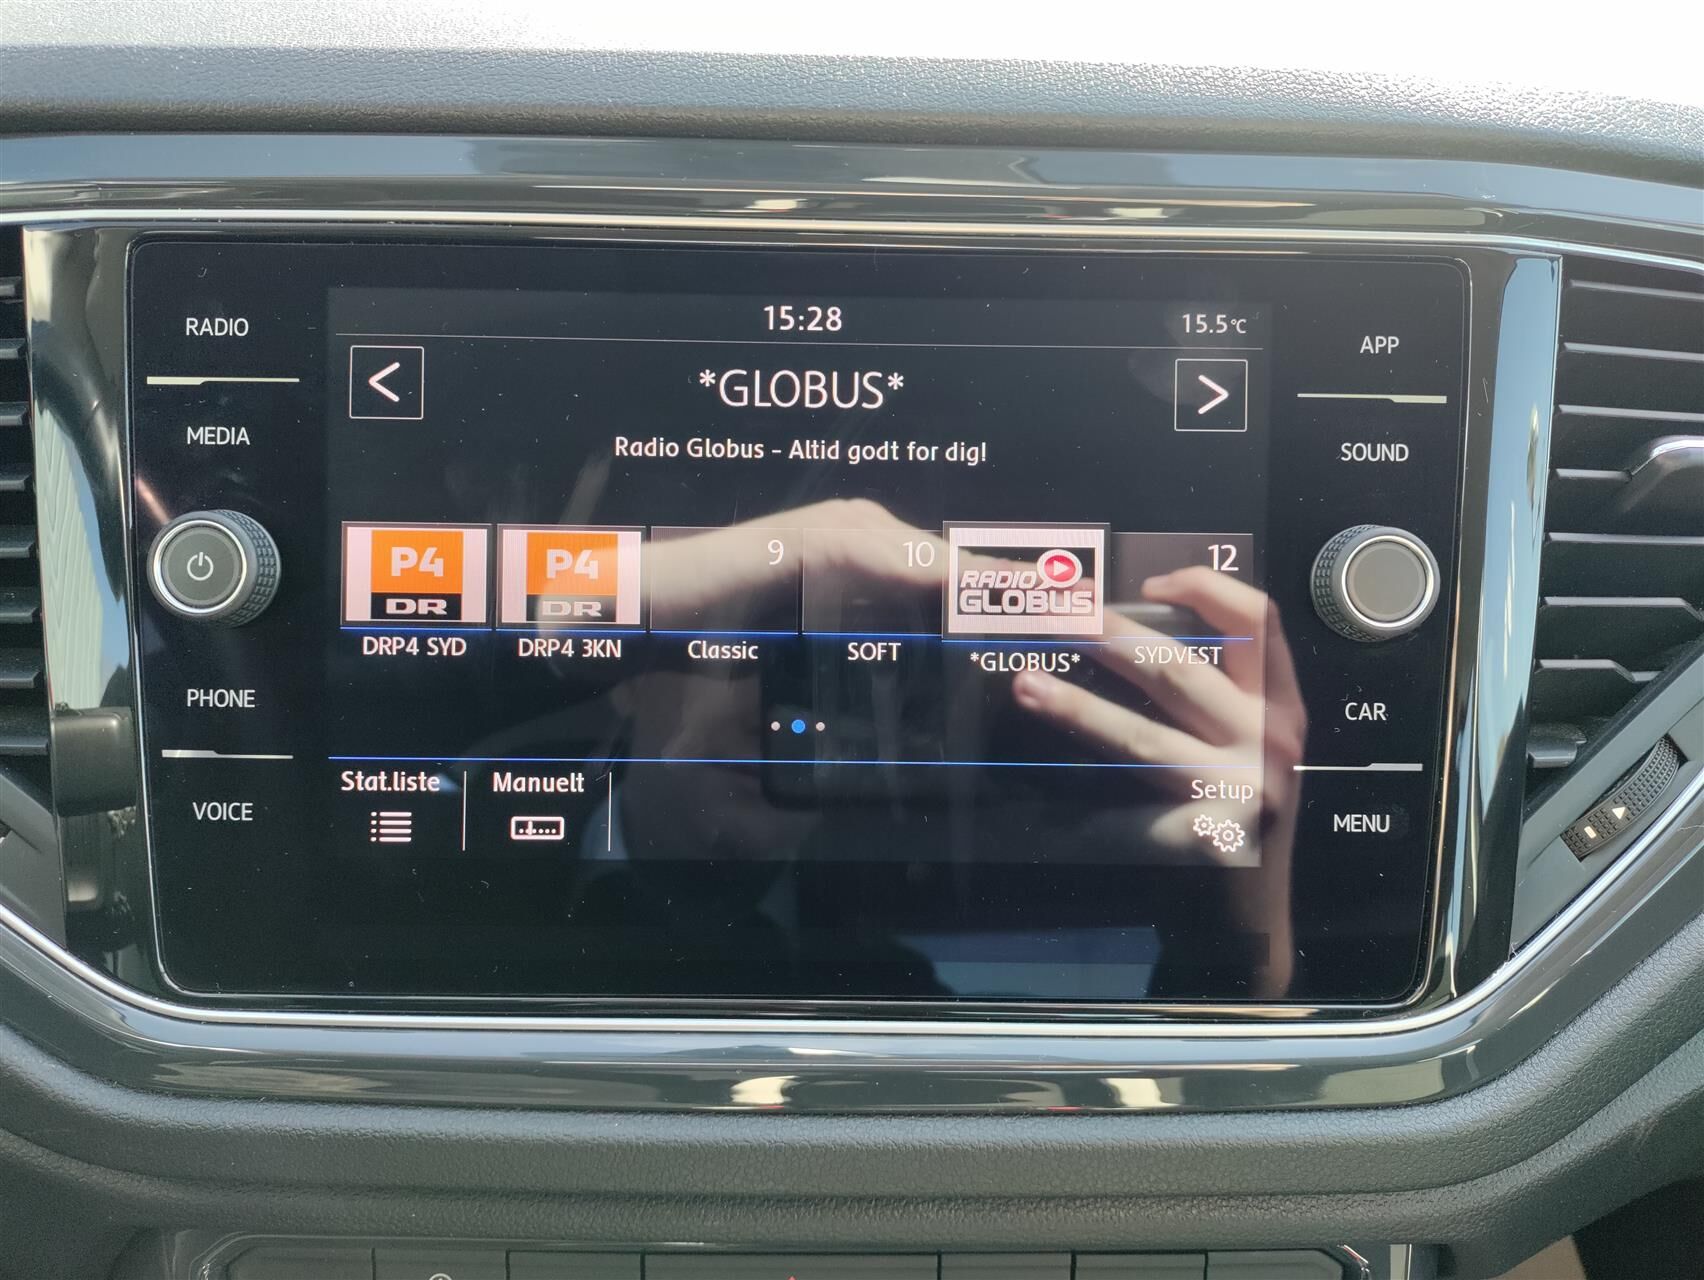 RADIO
MEDIA
PHONE
VOICE
15:28
15.5°C
<
*GLOBUS*
>
Radio Globus - Altid godt for dig!
P4
DR
DRP4 SYD
P4
DR
DRP4 3KN
9
Classic
10
SOFT
RADIO
GLOBUS
*GLOBUS*
12
SYDVEST
Stat.liste
Manuelt
Setup
APP
SOUND
CAR
MENU